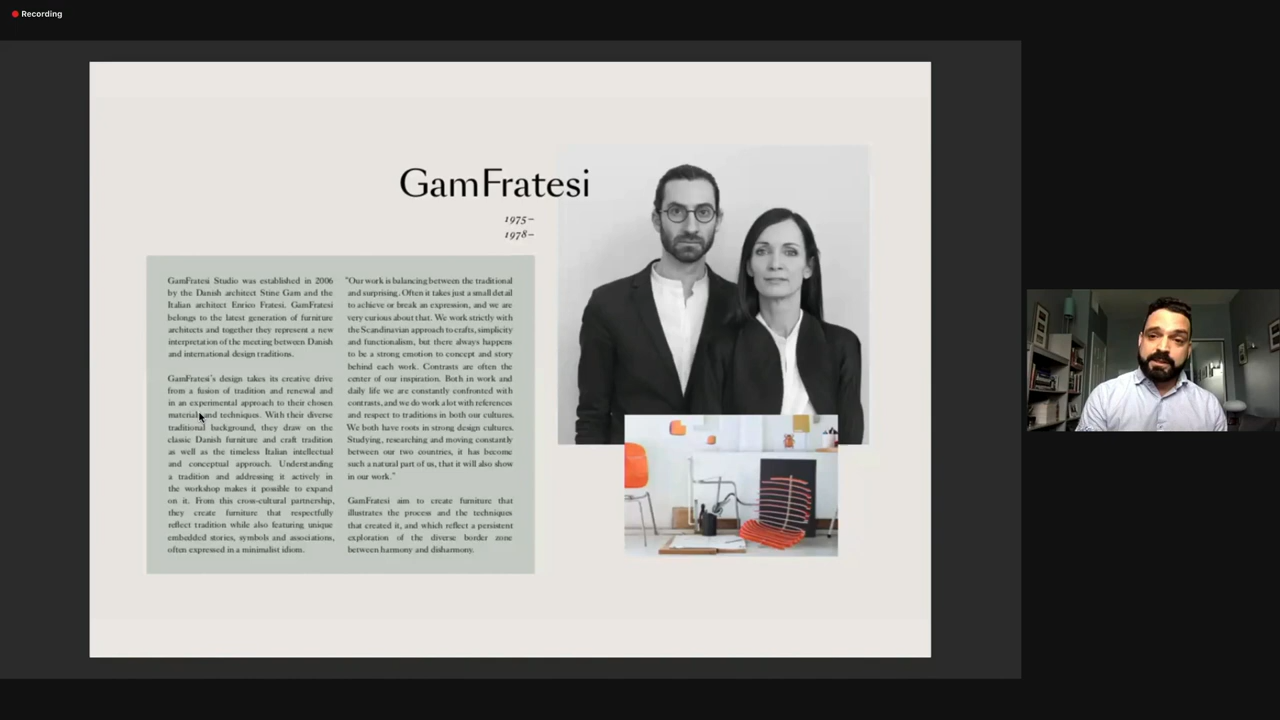 Recording
GamFratesi
1975–
1978–
GamFratesi Studio was established in 2006
by the Danish architect Stine Gam and the
Italian architect Enrico Fratesi. GamFratesi
belongs to the latest generation of furniture
architects and together they represent a new
interpretation of the meeting between Danish
and international design traditions.
GamFratesi's design takes its creative drive
from a fusion of tradition and renewal and
in an experimental approach to their chosen
material and techniques. With their diverse
traditional background, they draw on the
classic Danish furniture and craft tradition
as well as the timeless Italian intellectual
and conceptual approach. Understanding
a tradition and addressing it actively in
the workshop makes it possible to expand
on it. From this cross-cultural partnership,
they create furniture that respectfully
reflect tradition while also featuring unique
embedded stories, symbols and associations,
often expressed in a minimalist idiom.
"Our work is balancing between the traditional
and surprising. Often it takes just a small detail
to achieve or break an expression, and we are
very curious about that. We work strictly with
the Scandinavian approach to crafts, simplicity
and functionalism, but there always happens
to be a strong emotion to concept and story
behind each work. Contrasts are often the
center of our inspiration. Both in work and
daily life we are constantly confronted with
contrasts, and we do work a lot with references
and respect to traditions in both our cultures.
We both have roots in strong design cultures.
Studying, researching and moving constantly
between our two countries, it has become
such a natural part of us, that it will also show
in our work."
GamFratesi aim to create furniture that
illustrates the process and the techniques
that created it, and which reflect a persistent
exploration of the diverse border zone
between harmony and disharmony.